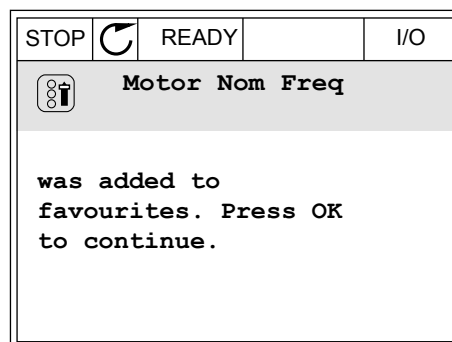 STOP READY I/O
Motor Nom Freq
was added to
favourites. Press OK
to continue.